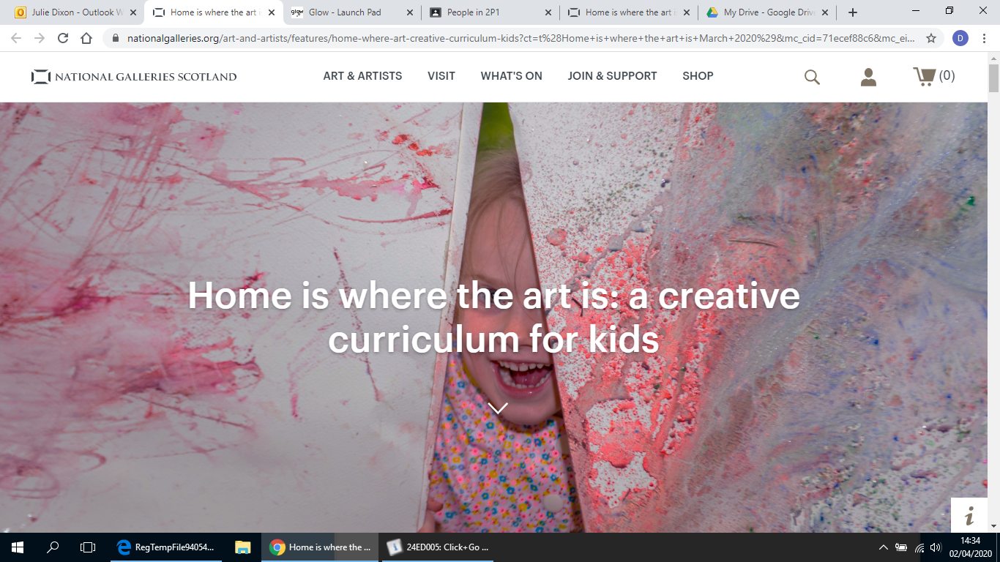 Julie Dixon - Outlook W
Home is where the art i
Glow - Launch Pad
People in 2P1
Home is where the art i
My Drive - Google Driv
nationalgalleries.org/art-and-artists/features/home-where-art-creative-curriculum-kids?ct=t%28Home+is+where+the+art+is+March+2020%29&mc_cid=71ecef88c6&mc_ei...
D
NATIONAL GALLERIES SCOTLAND
ART & ARTISTS
VISIT
WHAT'S ON
JOIN & SUPPORT
SHOP
(0)
Home is where the art is: a creative
curriculum for kids
i
RegTempFile94054...
Home is where the ...
24ED005: Click+Go ...
14:34
02/04/2020